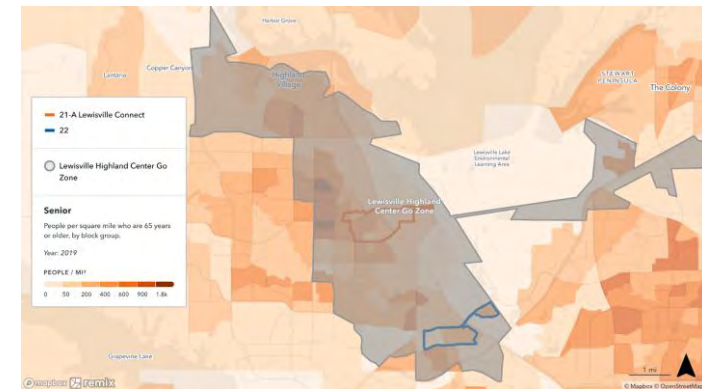 Harbor Grove
Copper Canyon
Lantana
Highland
Village
STEWART
PENINSULA
The Colony
21-A Lewisville Connect
22
Lewisville Highland Center Go
Zone
Senior
People per square mile who are 65 years
or older, by block group.
Year: 2019
PEOPLE / MI²
0 50 200 400 600 900 1.8k
Lewisville Lake
Environmental
Learning Area
Lewisville Highland
Center Go Zone
Grapevine Lake
1 mi
mapbox remix
© Mapbox © OpenStreetMap